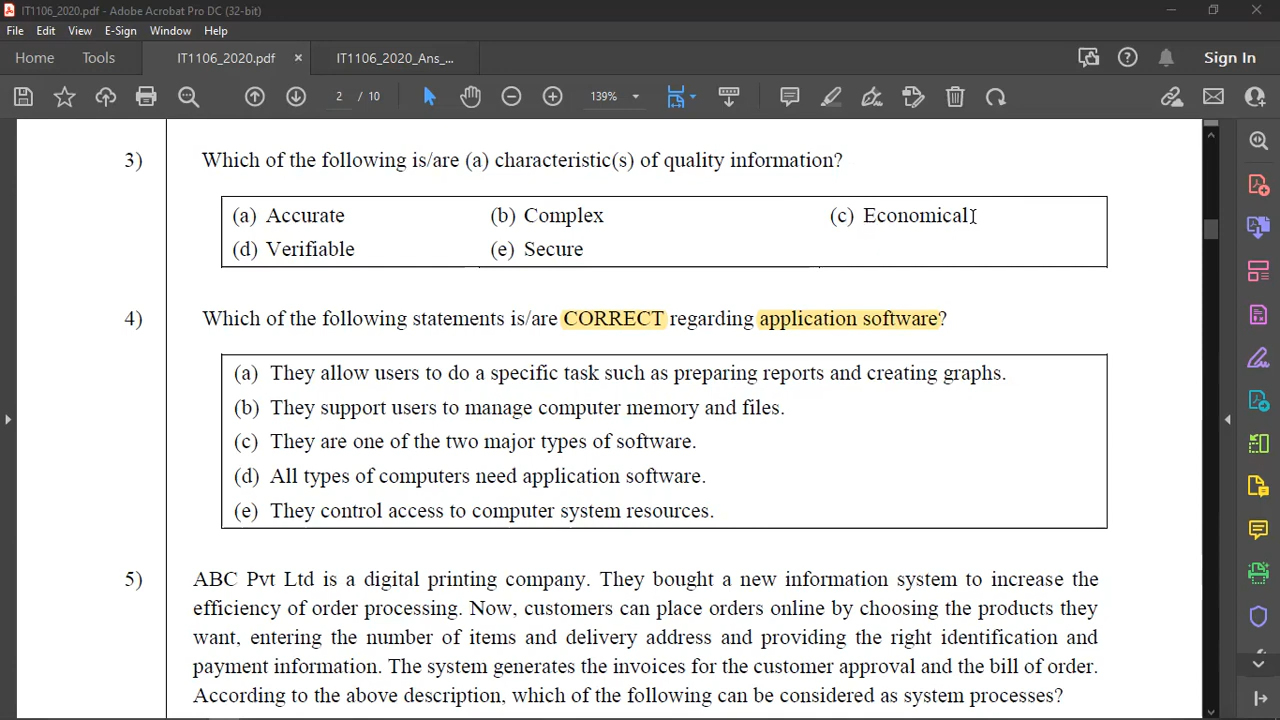 IT1106_2020.pdf - Adobe Acrobat Pro DC (32-bit)
File Edit View E-Sign Window Help
Home Tools IT1106_2020.pdf × IT1106_2020_Ans_... Sign In
2 / 10 139%
3) Which of the following is/are (a) characteristic(s) of quality information?
(a) Accurate (b) Complex (c) Economical
(d) Verifiable (e) Secure
4) Which of the following statements is/are CORRECT regarding application software?
(a) They allow users to do a specific task such as preparing reports and creating graphs.
(b) They support users to manage computer memory and files.
(c) They are one of the two major types of software.
(d) All types of computers need application software.
(e) They control access to computer system resources.
5) ABC Pvt Ltd is a digital printing company. They bought a new information system to increase the
efficiency of order processing. Now, customers can place orders online by choosing the products they
want, entering the number of items and delivery address and providing the right identification and
payment information. The system generates the invoices for the customer approval and the bill of order.
According to the above description, which of the following can be considered as system processes?